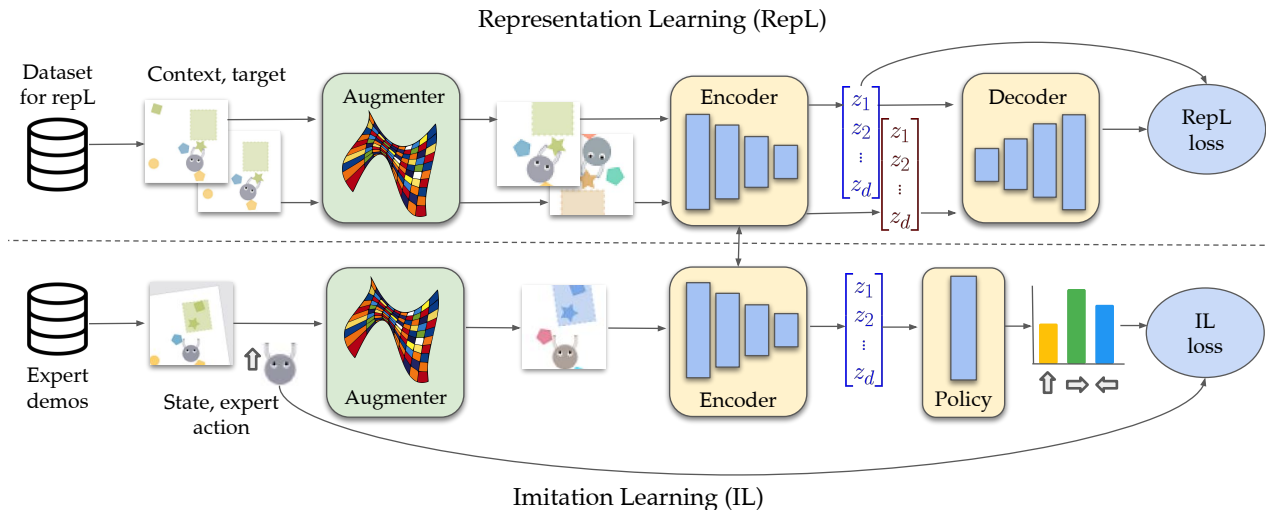 Representation Learning (RepL)
Dataset
for repL
Context, target
Augmenter
Encoder
z1
z2
⋮
zd
z1
z2
⋮
zd
Decoder
RepL
loss
Expert
demos
State, expert
action
Augmenter
Encoder
z1
z2
⋮
zd
Policy
IL
loss
Imitation Learning (IL)